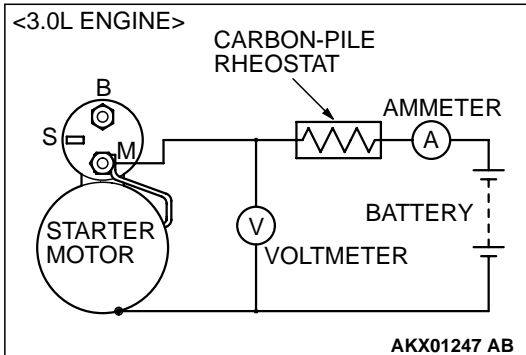 <3.0L ENGINE>
CARBON-PILE
RHEOSTAT
B
AMMETER
S
A
M
BATTERY
STARTER
MOTOR
V
VOLTMETER
AKX01247 AB